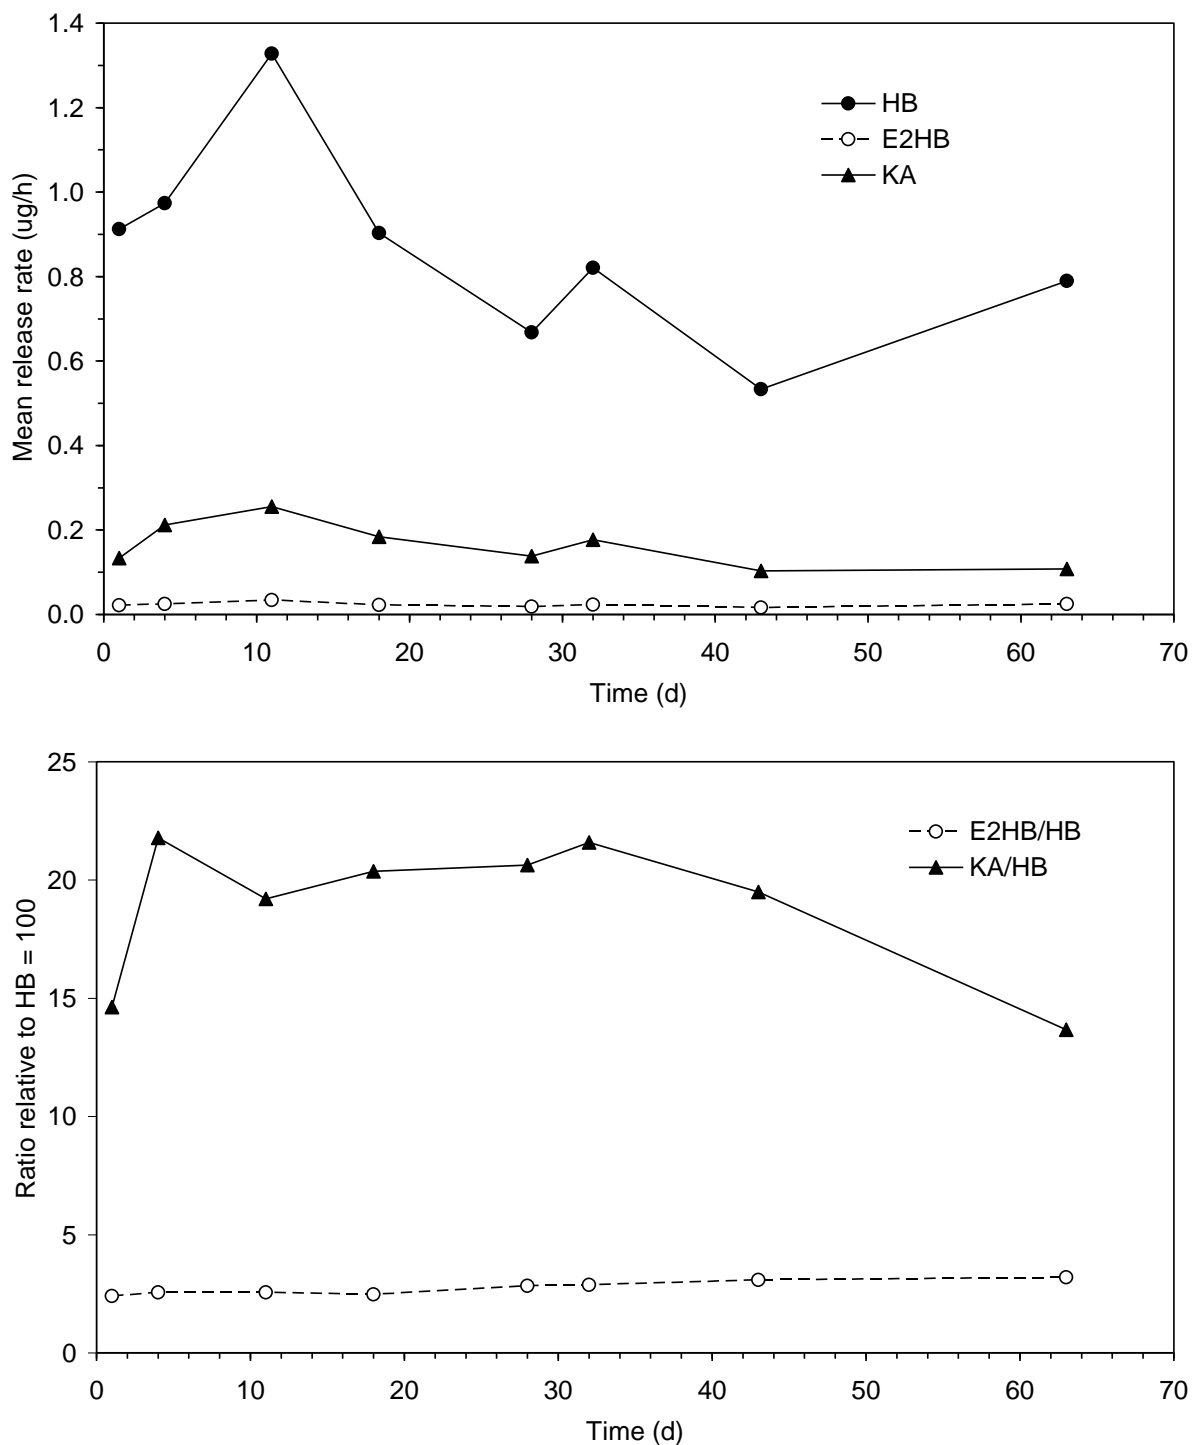 1.4
1.2
1.0
0.8
0.6
0.4
0.2
0.0
Mean release rate (ug/h)
HB
E2HB
KA
0 10 20 30 40 50 60 70
Time (d)
25
20
15
10
5
0
Ratio relative to HB = 100
E2HB/HB
KA/HB
0 10 20 30 40 50 60 70
Time (d)